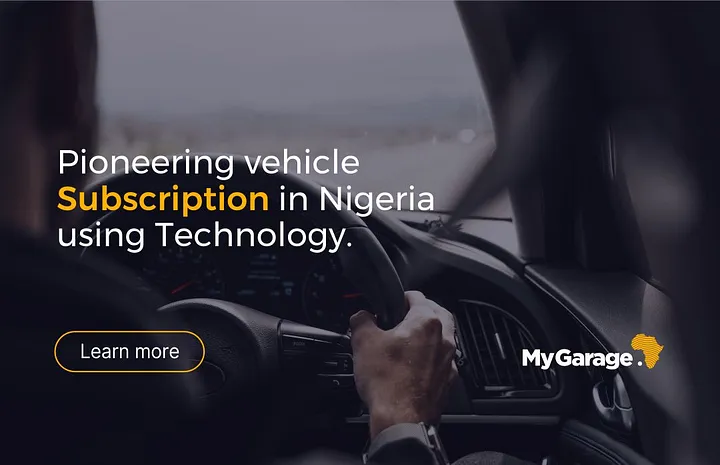 Pioneering vehicle
Subscription in Nigeria
using Technology.
Learn more
MyGarage.